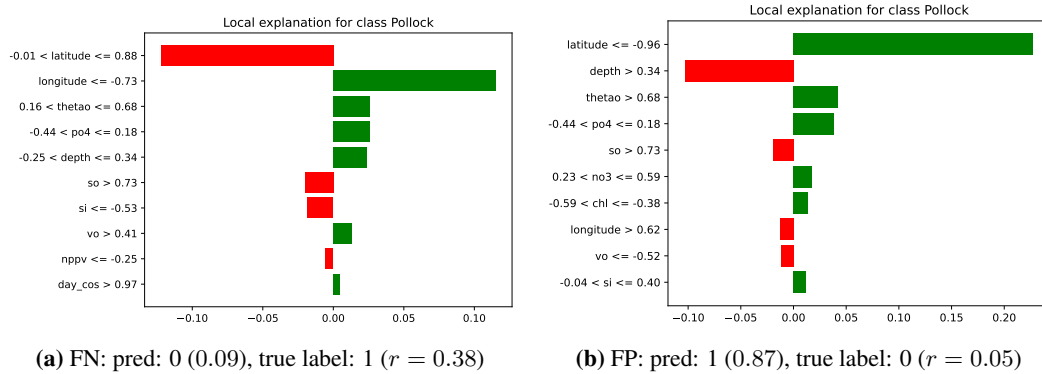 Local explanation for class Pollock
-0.01 < latitude <= 0.88
longitude <= -0.73
0.16 < thetao <= 0.68
-0.44 < po4 <= 0.18
-0.25 < depth <= 0.34
so > 0.73
si <= -0.53
vo > 0.41
nppv <= -0.25
day_cos > 0.97
−0.10 −0.05 0.00 0.05 0.10
(a) FN: pred: 0 (0.09), true label: 1 (r = 0.38)
Local explanation for class Pollock
latitude <= -0.96
depth > 0.34
thetao > 0.68
-0.44 < po4 <= 0.18
so > 0.73
0.23 < no3 <= 0.59
-0.59 < chl <= -0.38
longitude > 0.62
vo <= -0.52
-0.04 < si <= 0.40
−0.10 −0.05 0.00 0.05 0.10 0.15 0.20
(b) FP: pred: 1 (0.87), true label: 0 (r = 0.05)